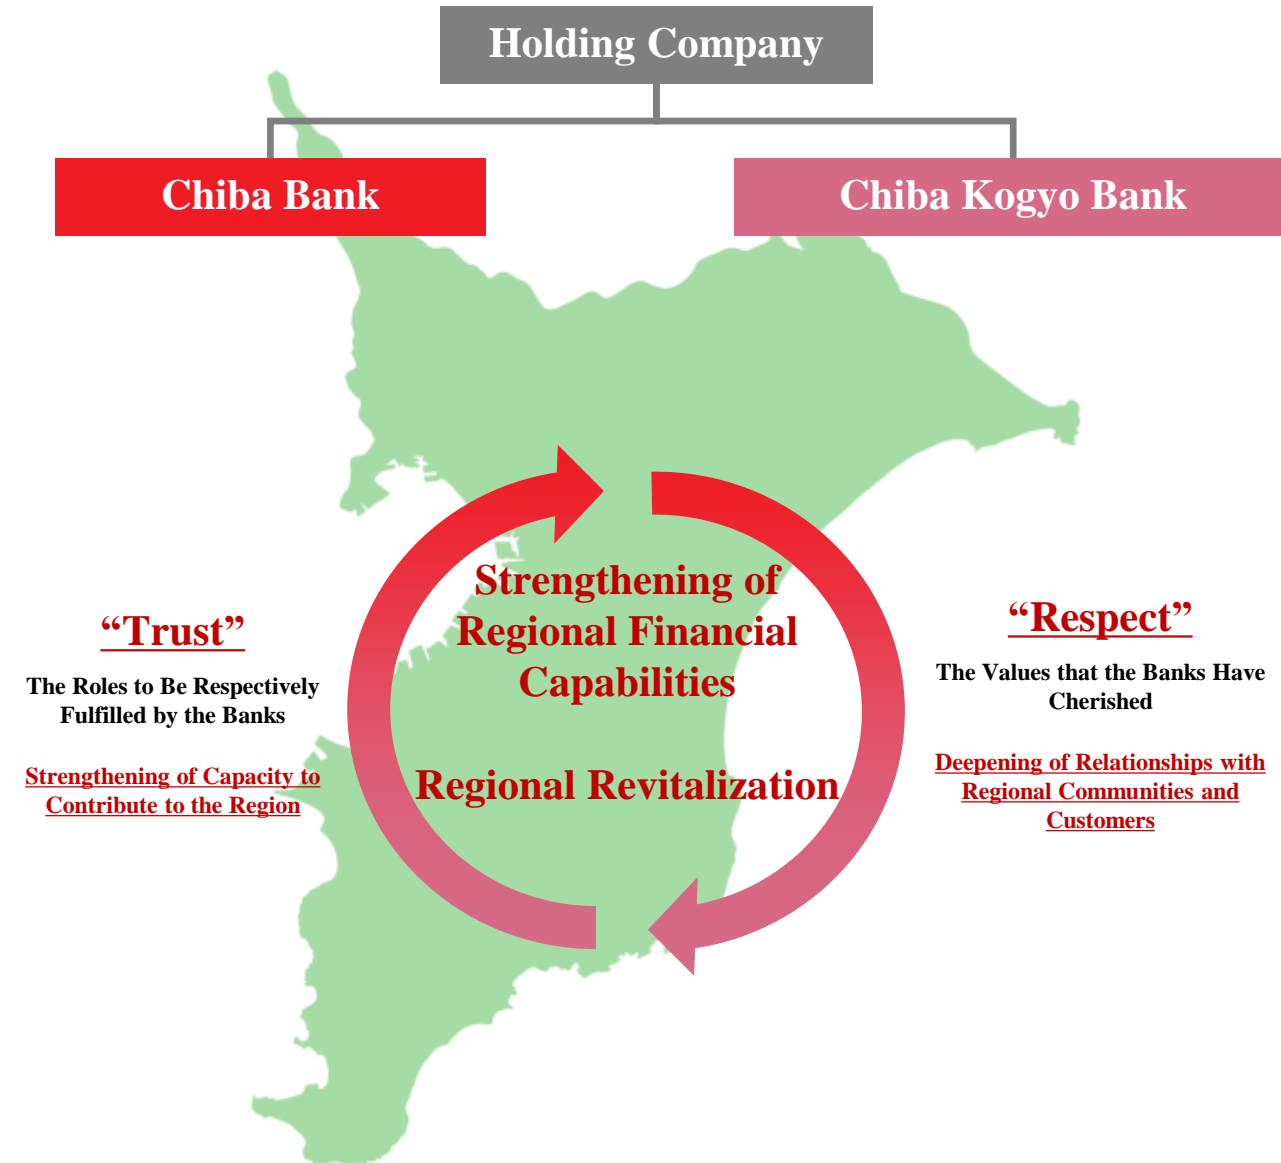 Holding Company
Chiba Bank
Chiba Kogyo Bank
Strengthening of
Regional Financial
Capabilities
Regional Revitalization
“Trust”
The Roles to Be Respectively
Fulfilled by the Banks
Strengthening of Capacity to
Contribute to the Region
“Respect”
The Values that the Banks Have
Cherished
Deepening of Relationships with
Regional Communities and
Customers